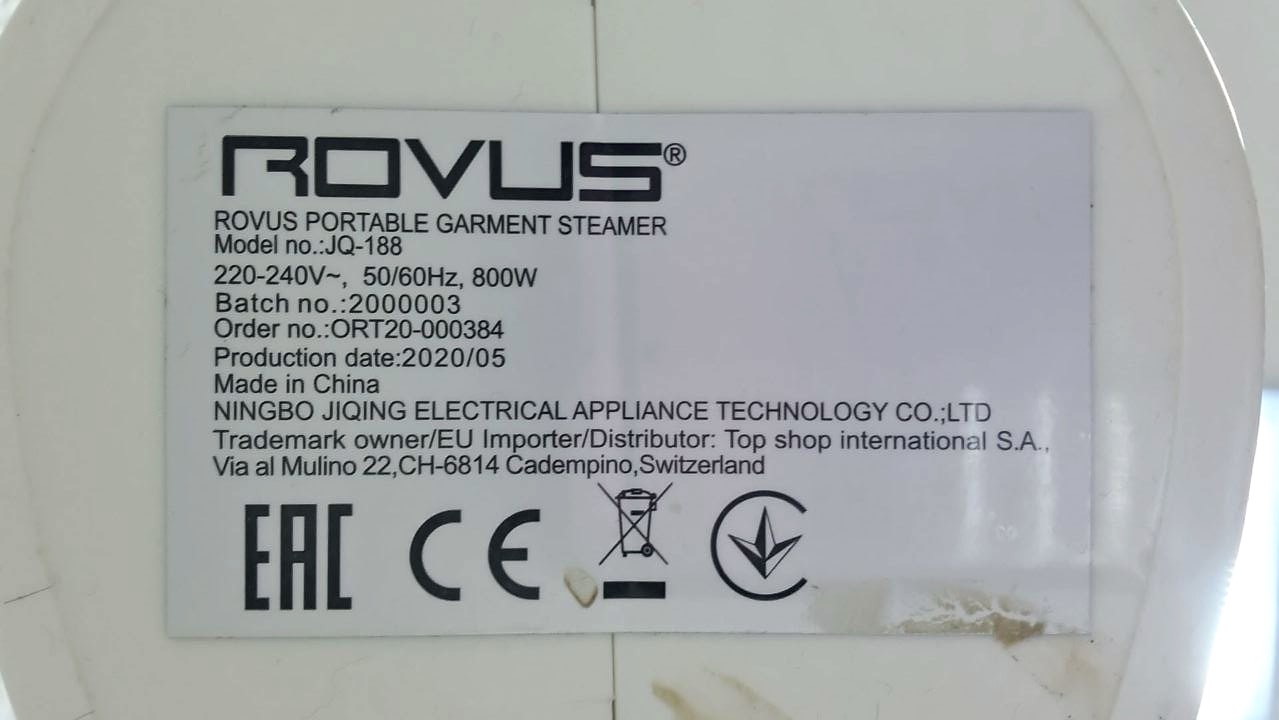 ROVUS®
ROVUS PORTABLE GARMENT STEAMER
Model no.:JQ-188
220-240V~, 50/60Hz, 800W
Batch no.:2000003
Order no.:ORT20-000384
Production date:2020/05
Made in China
NINGBO JIQING ELECTRICAL APPLIANCE TECHNOLOGY CO.;LTD
Trademark owner/EU Importer/Distributor: Top shop international S.A.,
Via al Mulino 22,CH-6814 Cadempino,Switzerland
EAC CE